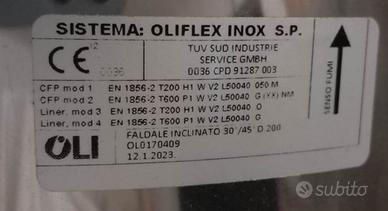 SISTEMA: OLIFLEX INOX S.P.
CE 12
0036
TUV SUD INDUSTRIE
SERVICE GMBH
0036 CPD 91287 003
CFP mod 1 EN 1856-2 T200 H1 W V2 L50040 050 M
CFP mod 2 EN 1856-2 T600 P1 W V2 L50040 G (XX) NM
Liner, mod 3 EN 1856-2 T200 H1 W V2 L50040 O
Liner, mod 4 EN 1856-2 T600 P1 W V2 L50040 G
SENSO FUMI
OLI
FALDALE INCLINATO 30°/45° D.200
OL0170409
12.1.2023.
subito